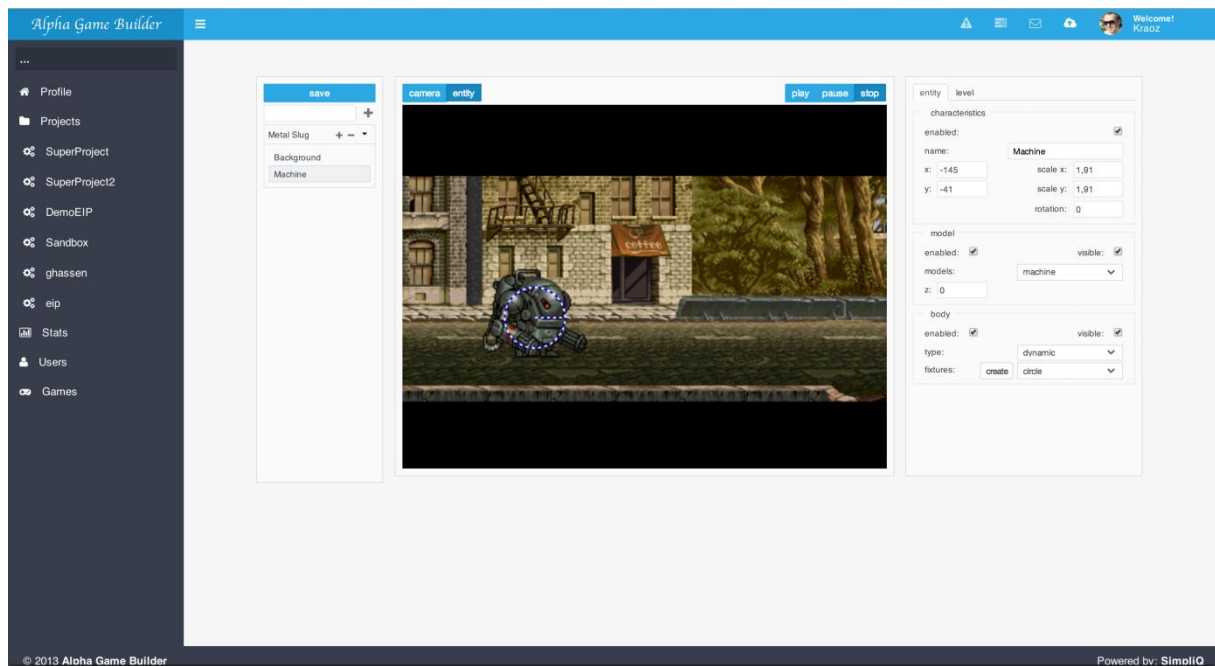 Alpha Game Builder
Welcome!
Kraoz
...
Profile
Projects
SuperProject
SuperProject2
DemoEIP
Sandbox
ghassen
eip
Stats
Users
Games
save
Metal Slug
Background
Machine
camera entity
play pause stop
coffee
entity level
characteristics
enabled:
name: Machine
x: -145 scale x: 1,91
y: -41 scale y: 1,91
rotation: 0
model
enabled: visible:
models: machine
z: 0
body
enabled: visible:
type: dynamic
fixtures: create circle
© 2013 Alpha Game Builder
Powered by: SimpliQ